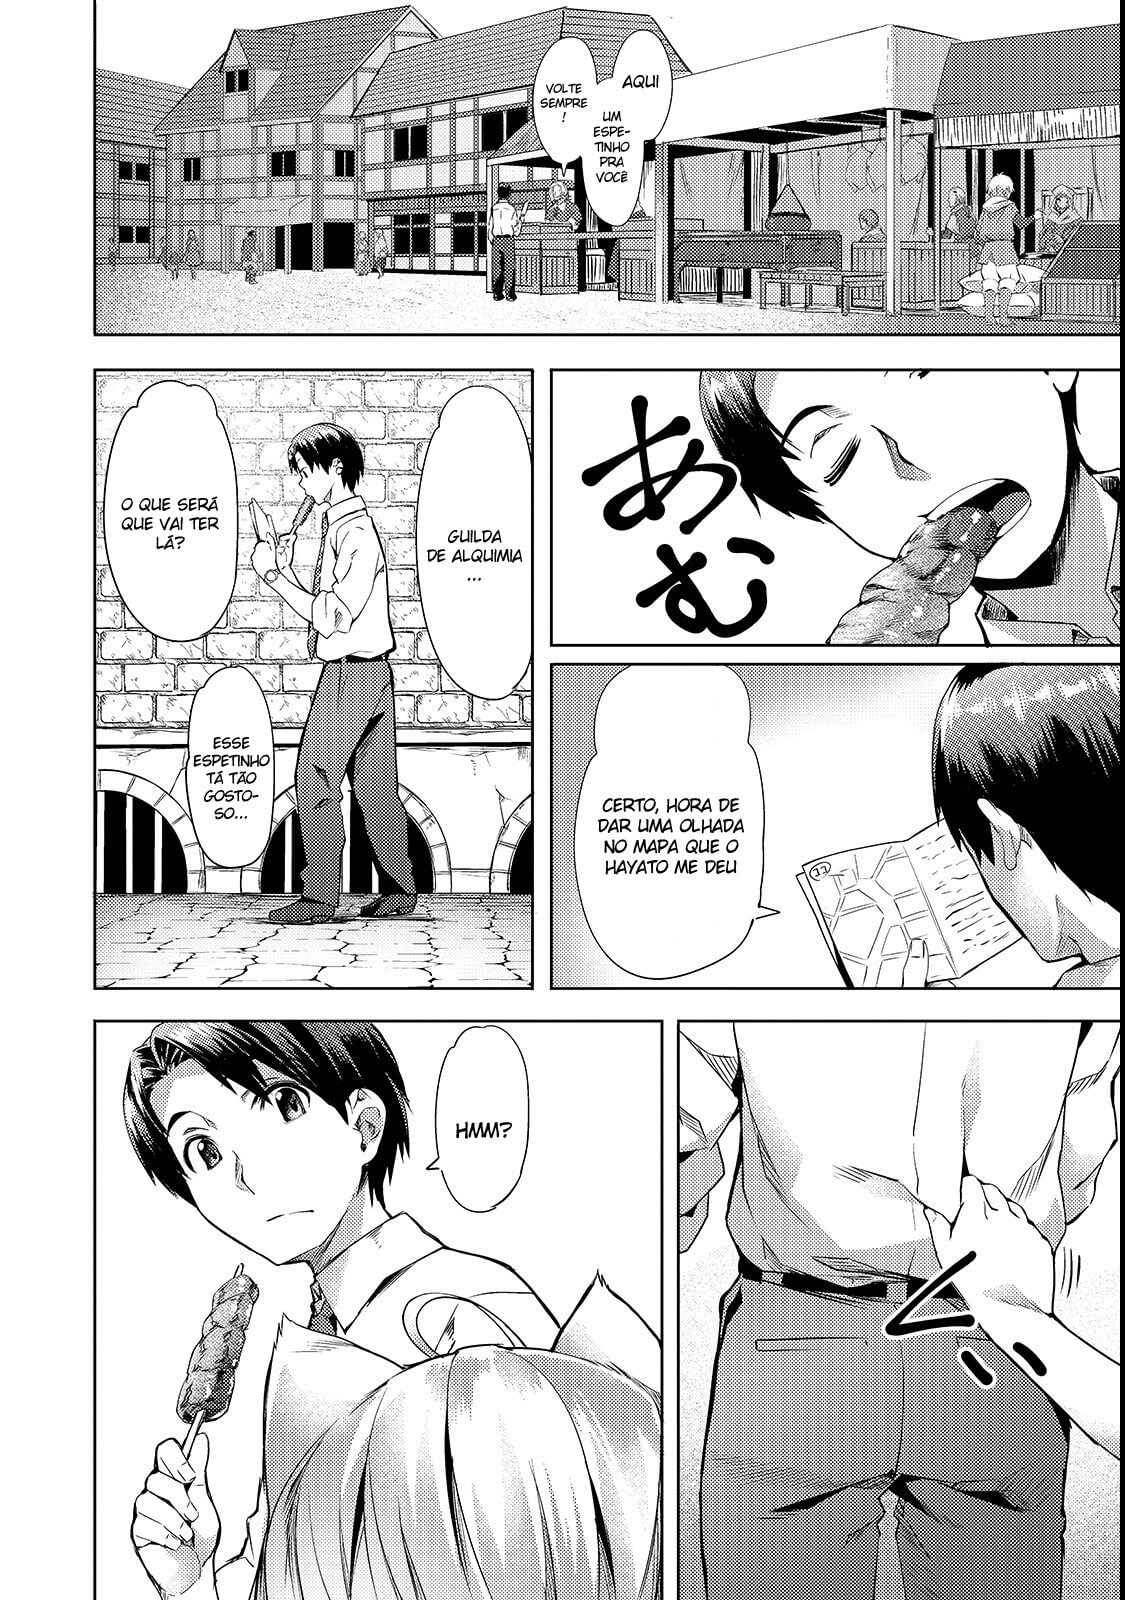 AQUI
UM
ESPE-
TINHO
PRA
VOCÊ
VOLTE
SEMPRE
!
あむ
CERTO, HORA DE
DAR UMA OLHADA
NO MAPA QUE O
HAYATO ME DEU
GUILDA
DE ALQUIMIA
...
O QUE SERÁ
QUE VAI TER
LÁ?
ESSE
ESPETINHO
TÁ TÃO
GOSTO-
SO...
くい
HMM?